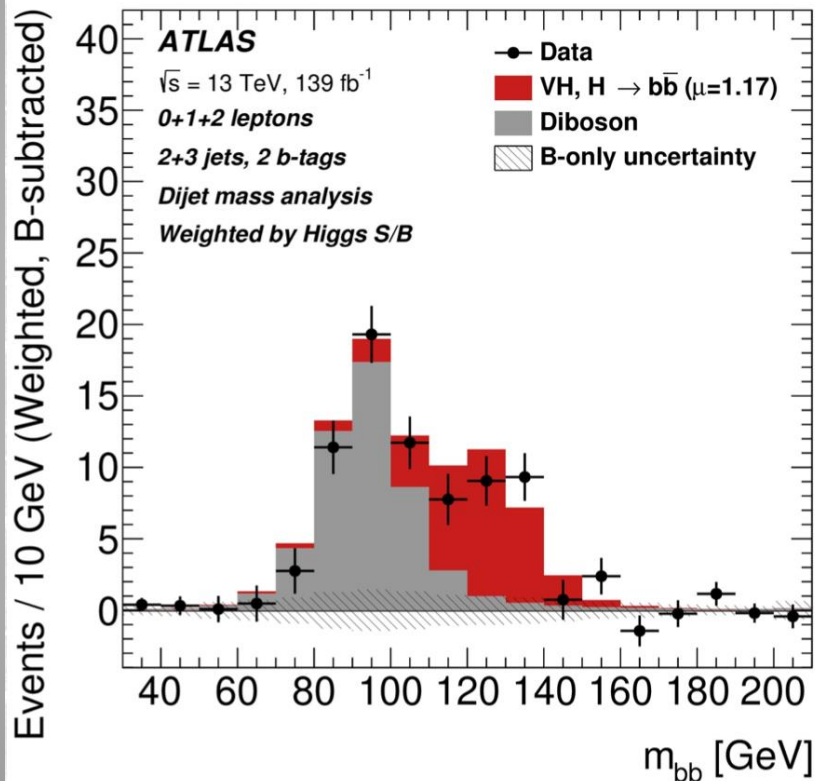 Events / 10 GeV (Weighted, B-subtracted)
40
35
30
25
20
15
10
5
0
ATLAS
√s = 13 TeV, 139 fb⁻¹
0+1+2 leptons
2+3 jets, 2 b-tags
Dijet mass analysis
Weighted by Higgs S/B
Data
VH, H → bb̅ (μ=1.17)
Diboson
B-only uncertainty
40 60 80 100 120 140 160 180 200
m_bb [GeV]